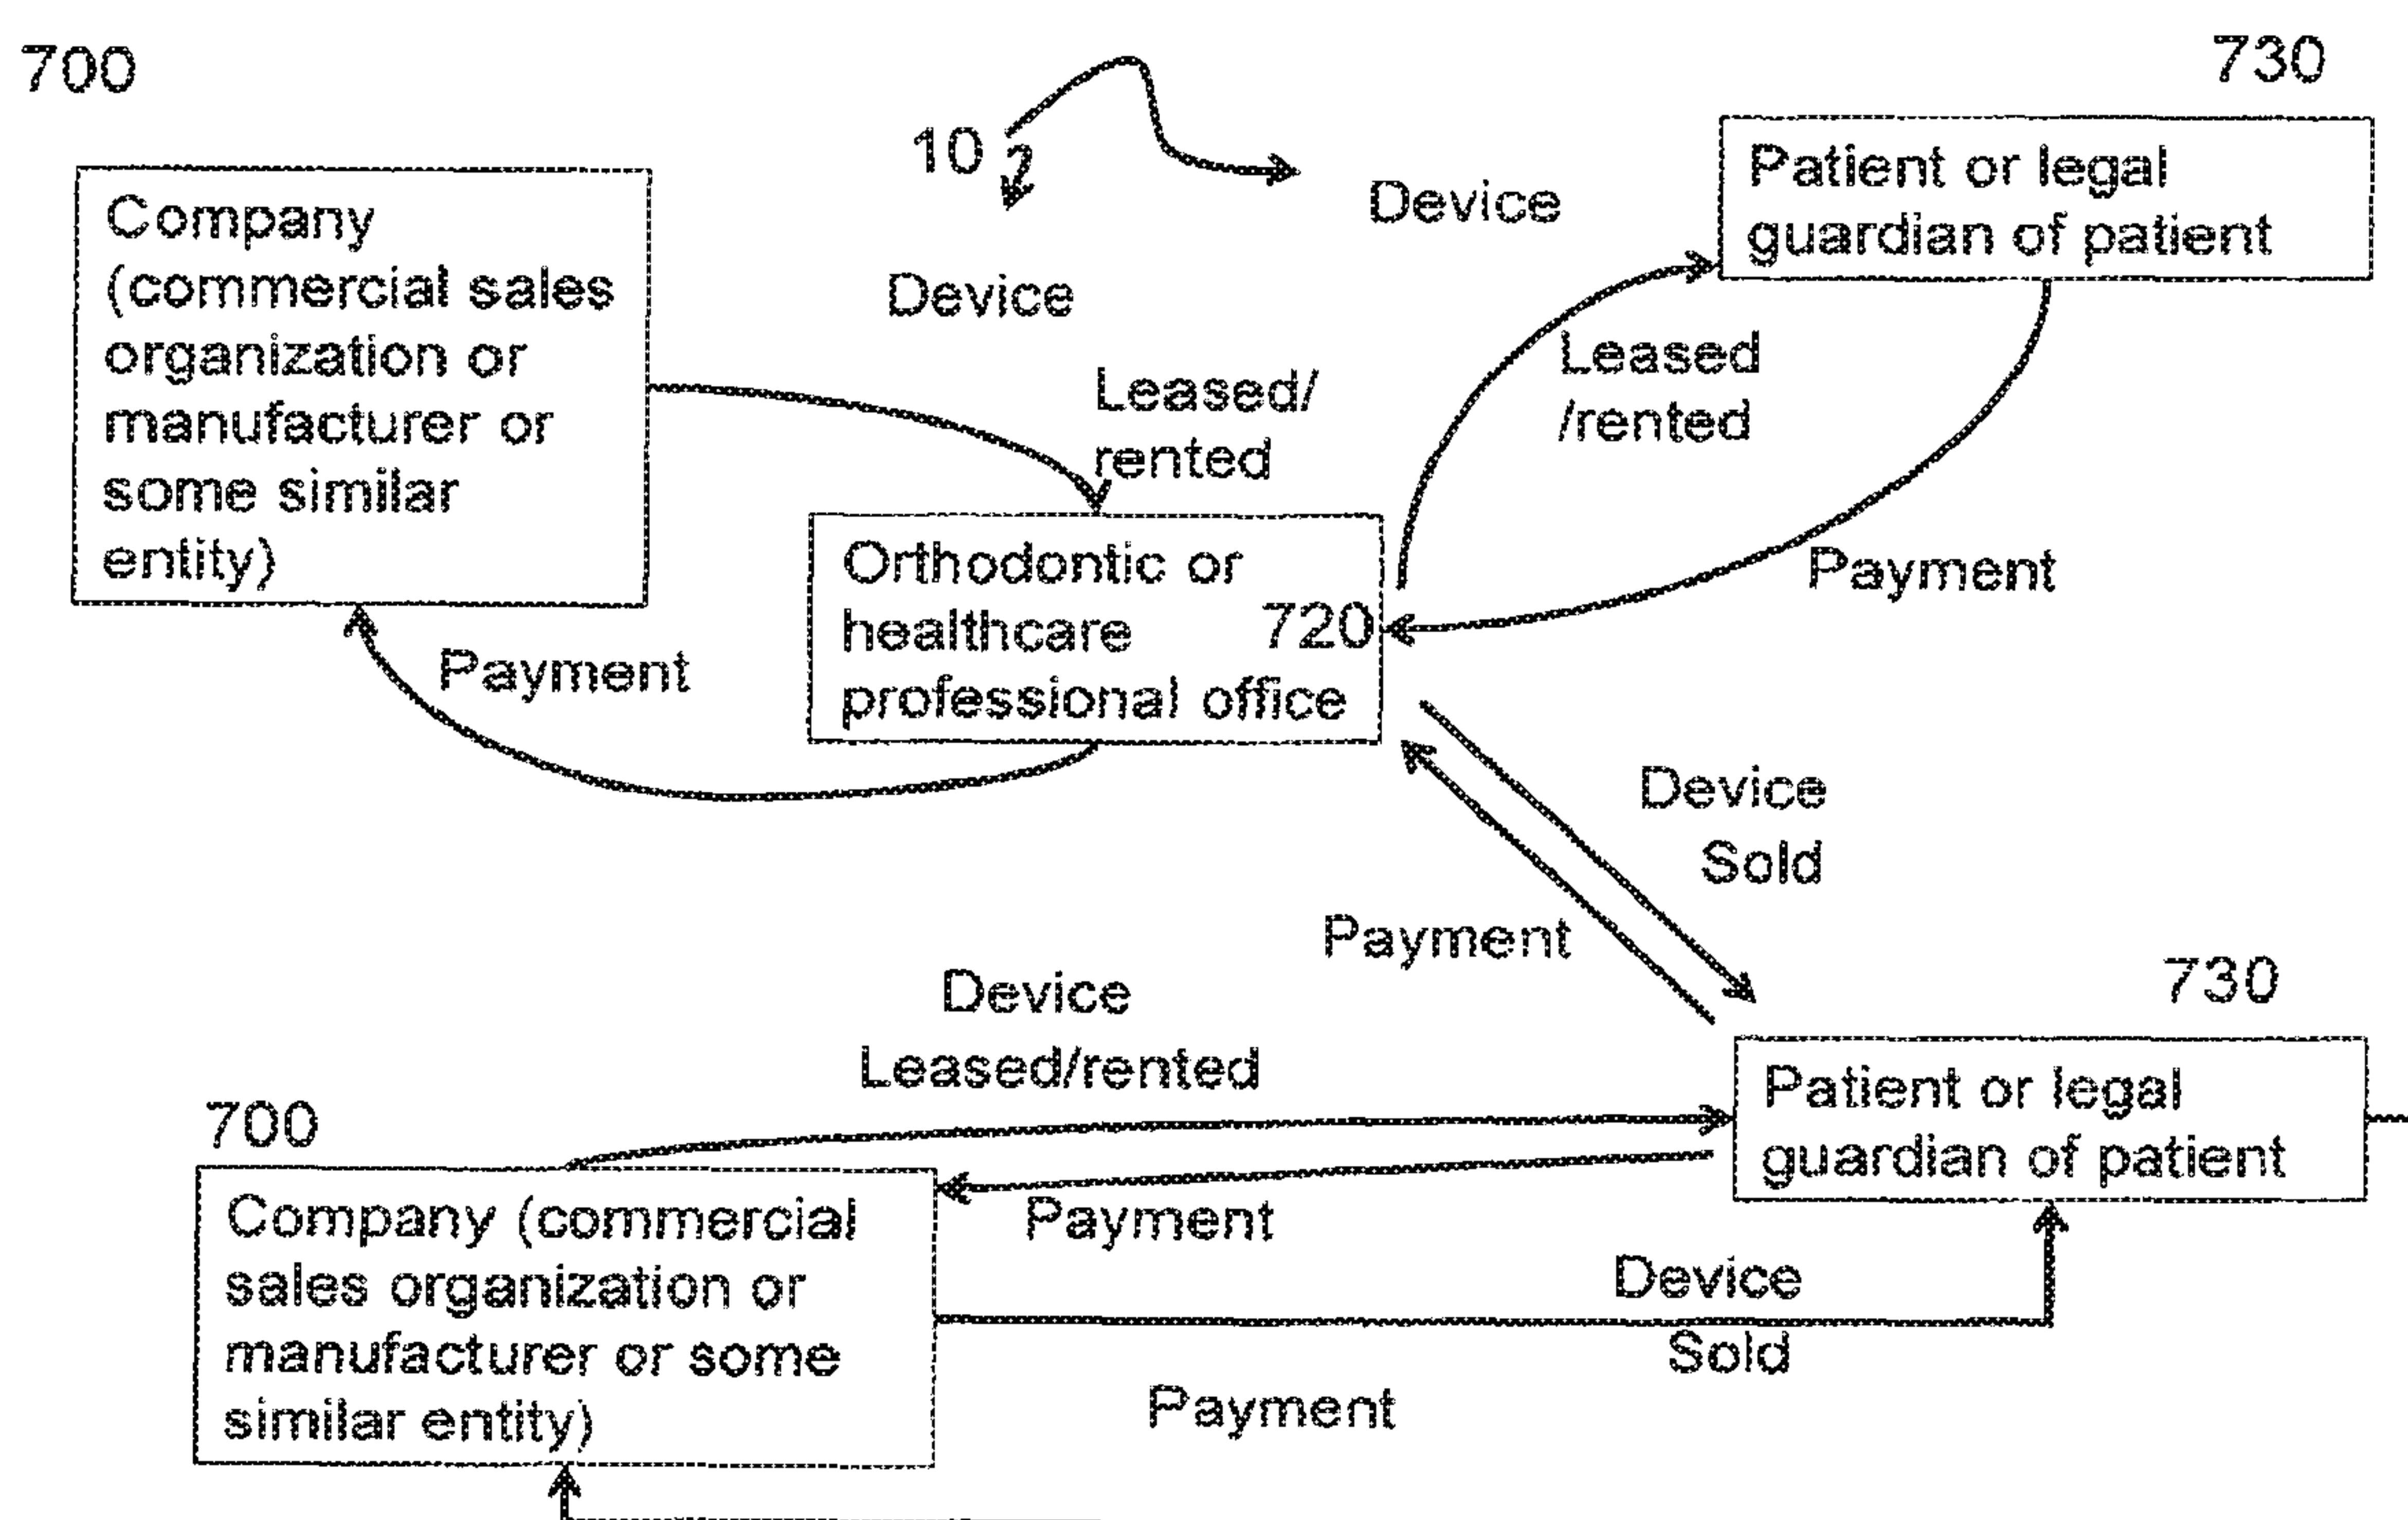 700
730
10
Device
Patient or legal
guardian of patient
Company
(commercial sales
organization or
manufacturer or
some similar
entity)
Device
Leased/
rented
Leased
/rented
Payment
Orthodontic or
healthcare 720
professional office
Payment
Device
Sold
Payment
730
Device
Leased/rented
700
Patient or legal
guardian of patient
Company (commercial
sales organization or
manufacturer or some
similar entity)
Payment
Device
Sold
Payment